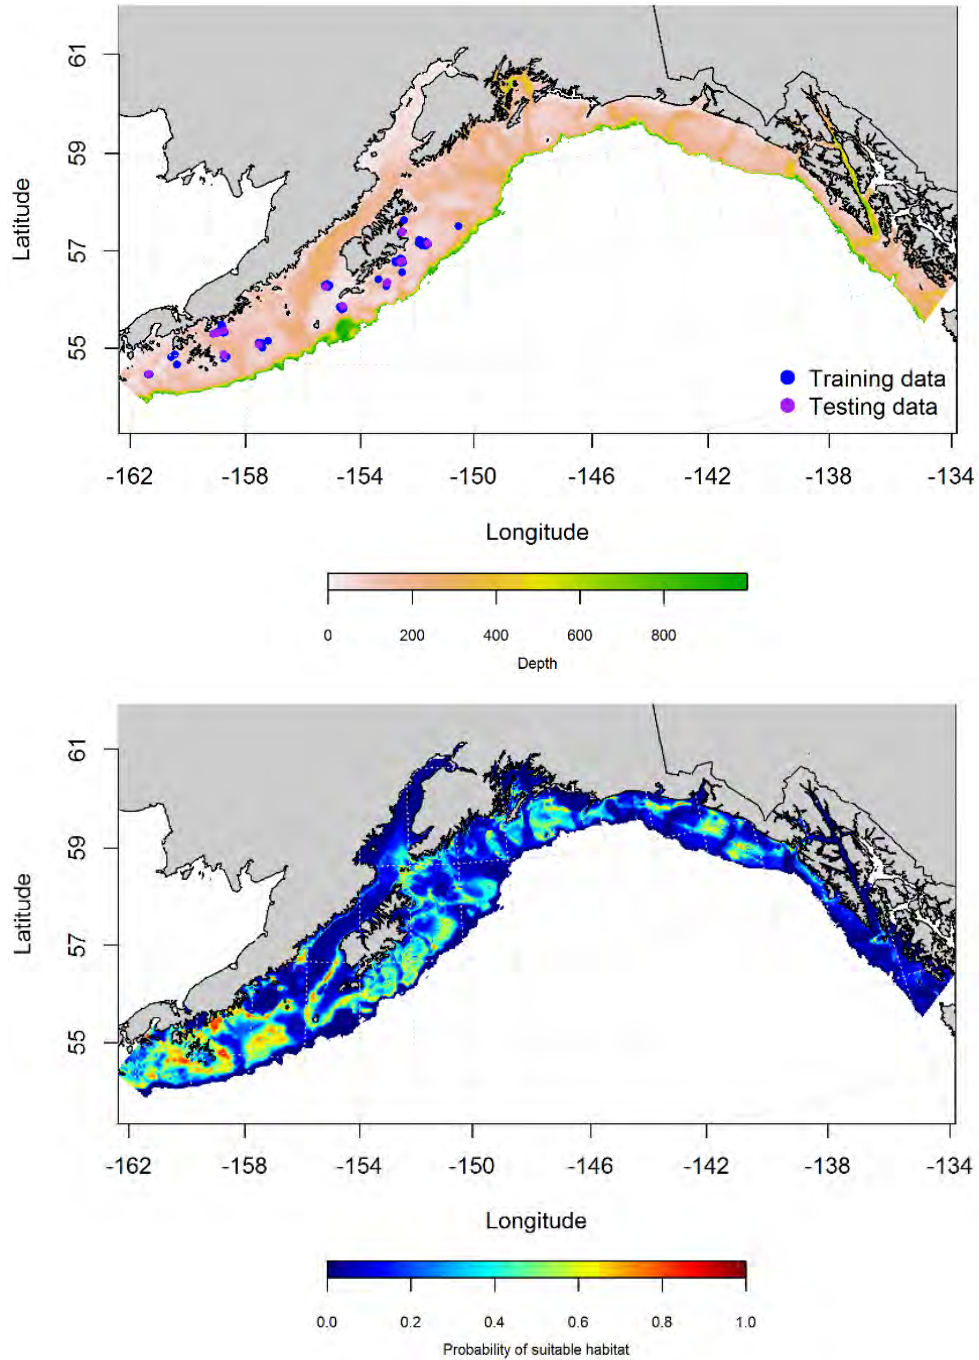 61
59
57
55
Latitude
Training data
Testing data
-162 -158 -154 -150 -146 -142 -138 -134
Longitude
0 200 400 600 800
Depth
61
59
57
55
Latitude
-162 -158 -154 -150 -146 -142 -138 -134
Longitude
0.0 0.2 0.4 0.6 0.8 1.0
Probability of suitable habitat